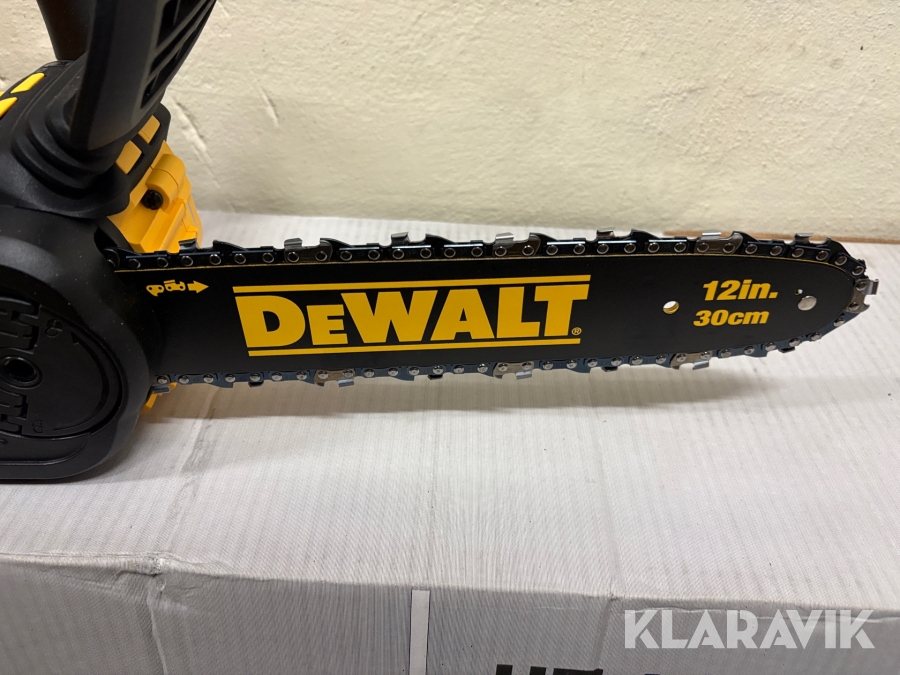 DEWALT®
12in.
30cm
KLARAVIK